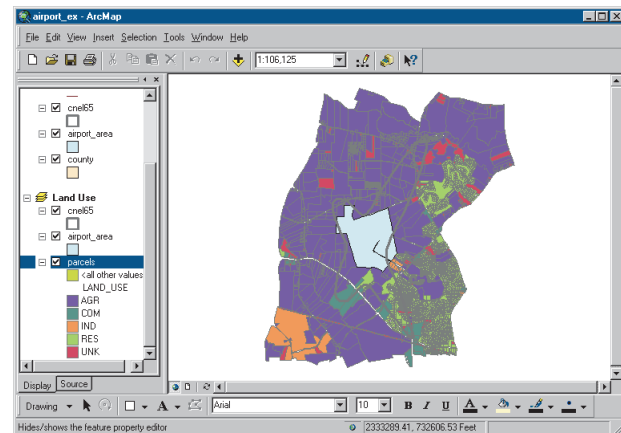 airport_ex - ArcMap
File Edit View Insert Selection Tools Window Help
1:106,125
cnel65
airport_area
county
Land Use
cnel65
airport_area
parcels
<all other values
LAND_USE
AGR
COM
IND
RES
UNK
Display Source
Drawing A Arial 10 B I U A
Hides/shows the feature property editor 2333289.41, 732606.53 Feet